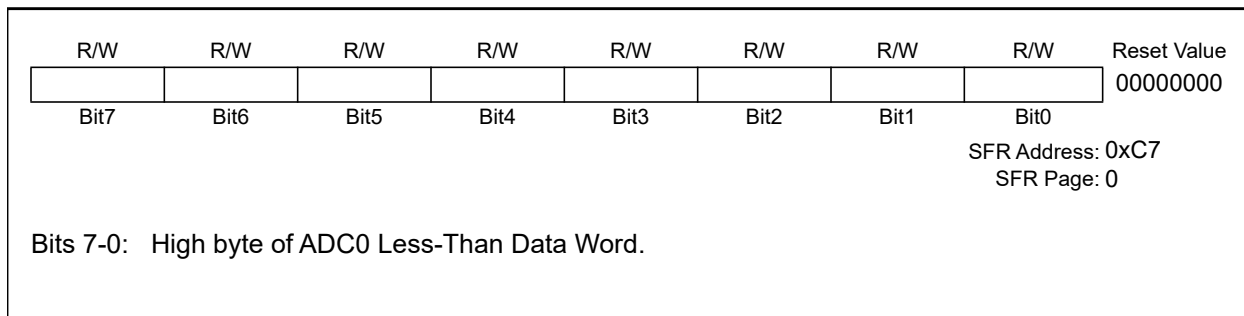 R/W R/W R/W R/W R/W R/W R/W R/W Reset Value
00000000
Bit7 Bit6 Bit5 Bit4 Bit3 Bit2 Bit1 Bit0
SFR Address: 0xC7
SFR Page: 0
Bits 7-0: High byte of ADC0 Less-Than Data Word.